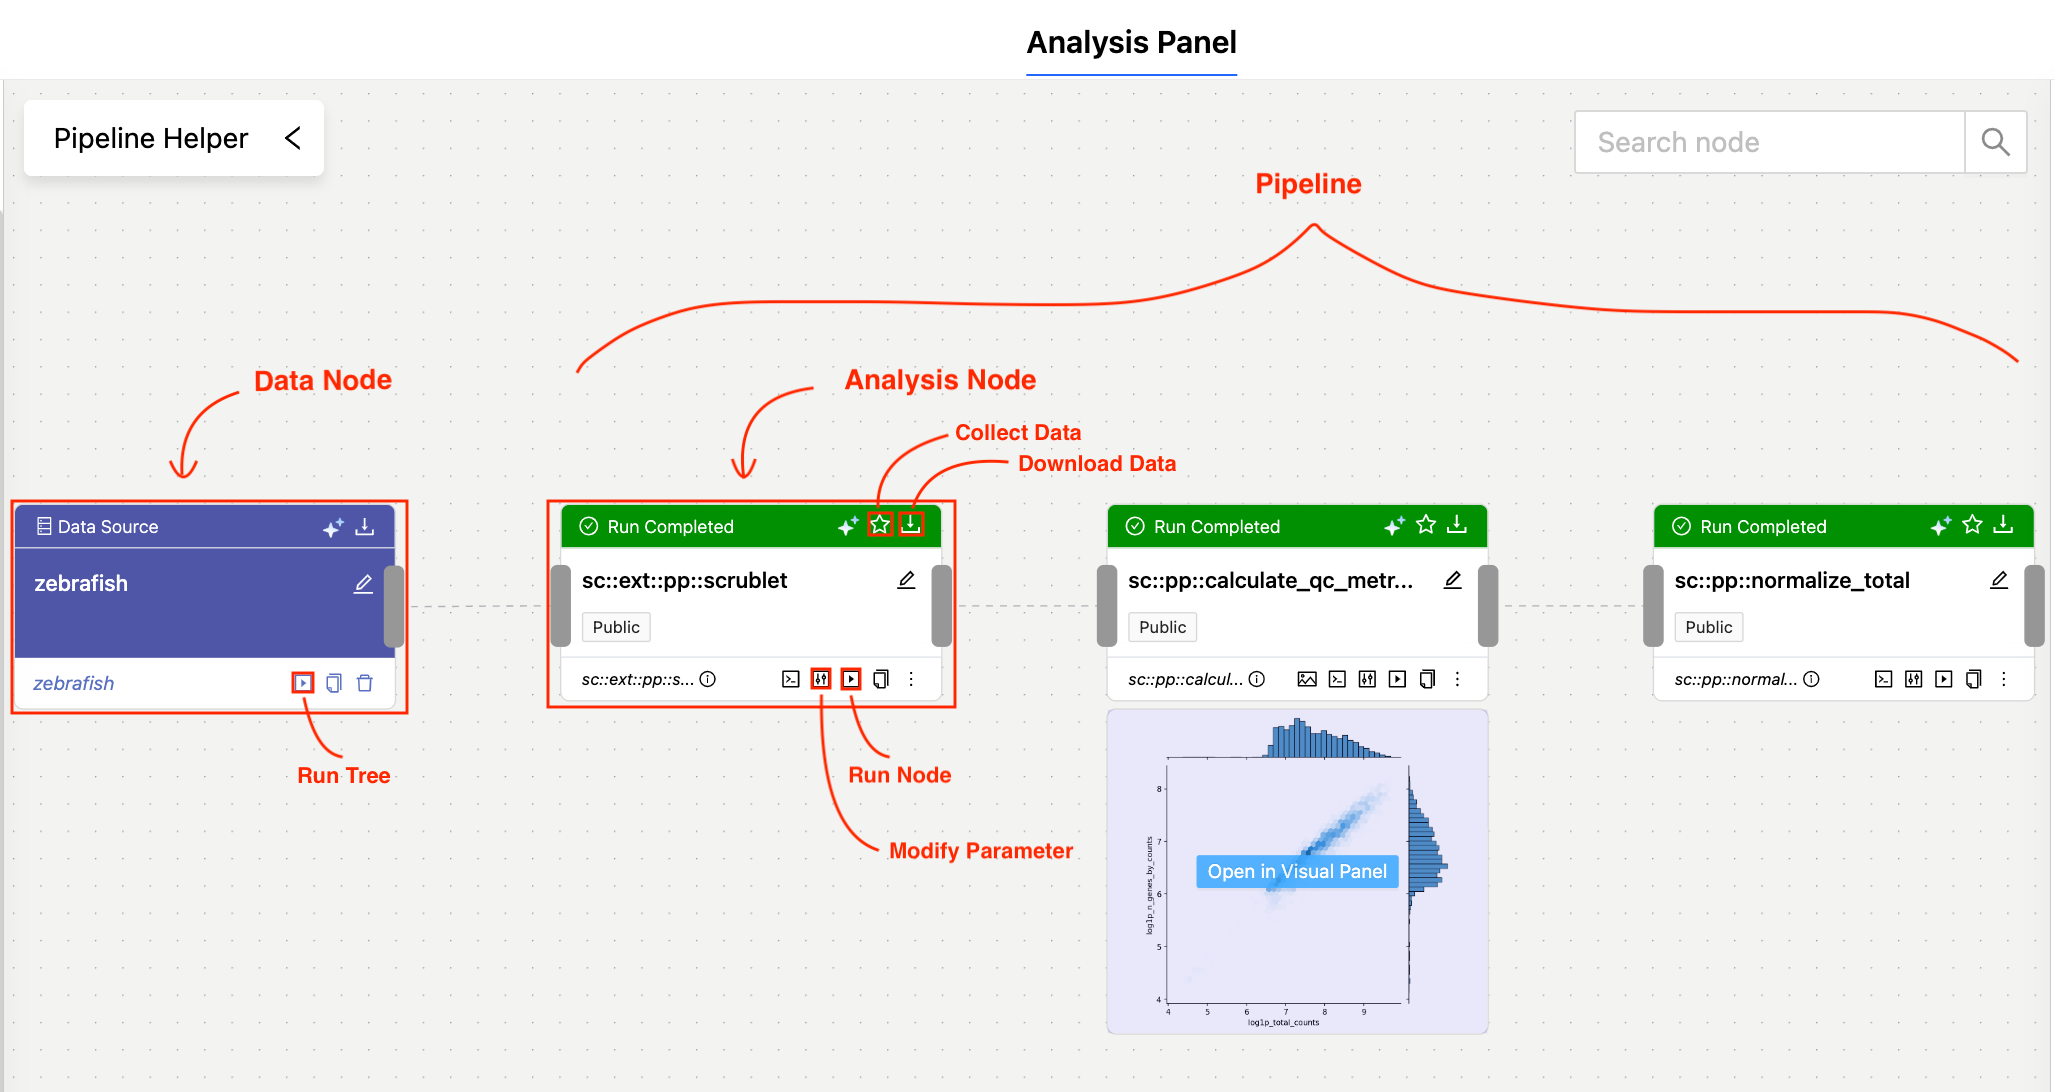 Analysis Panel
Pipeline Helper
Search node
Pipeline
Data Node
Analysis Node
Collect Data
Download Data
Data Source
zebrafish
zebrafish
Run Tree
Run Completed
sc::ext::pp::scrublet
Public
sc::ext::pp::s...
Run Node
Modify Parameter
Run Completed
sc::pp::calculate_qc_metr...
Public
sc::pp::calcul...
Run Completed
sc::pp::normalize_total
Public
sc::pp::normal...
8
7
6
5
4
log1p_n_genes_by_counts
Open in Visual Panel
4 5 6 7 8 9
log1p_total_counts